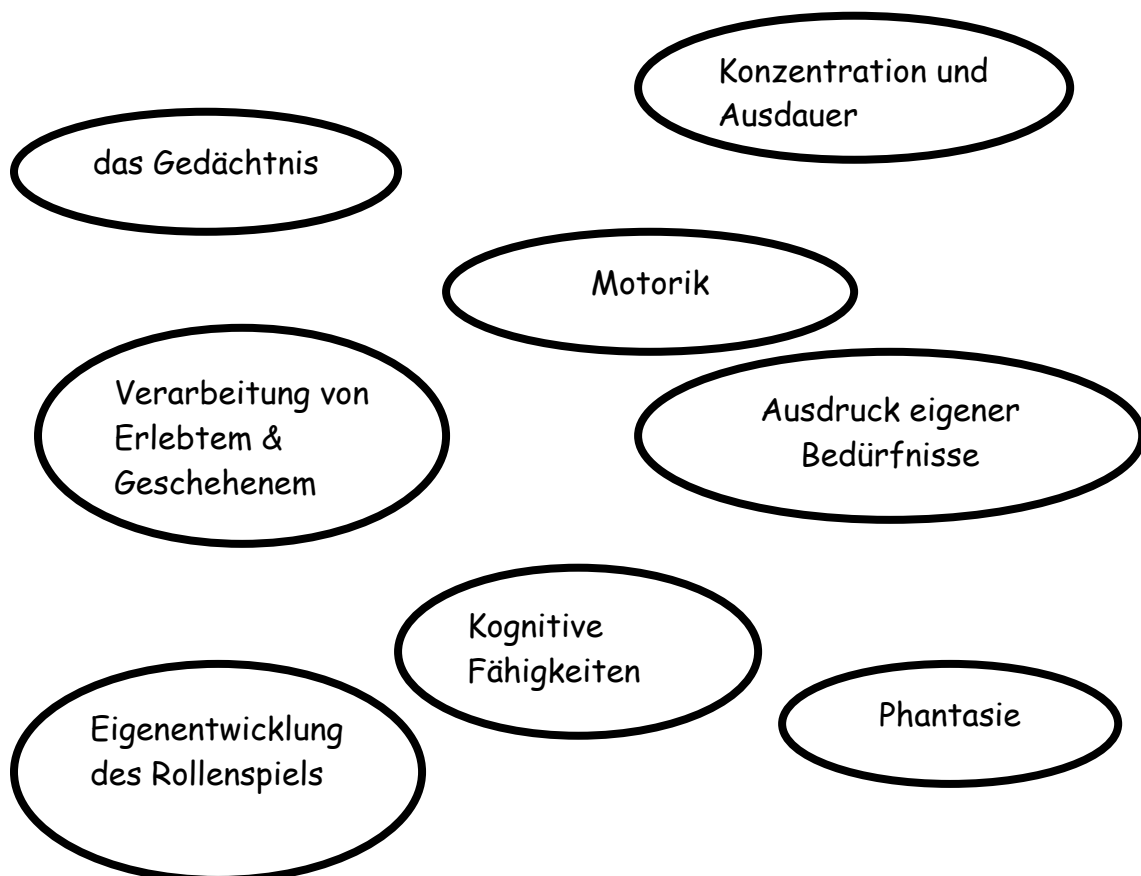 Konzentration und
Ausdauer
das Gedächtnis
Motorik
Verarbeitung von
Erlebtem &
Geschehenem
Ausdruck eigener
Bedürfnisse
Kognitive
Fähigkeiten
Eigenentwicklung
des Rollenspiels
Phantasie